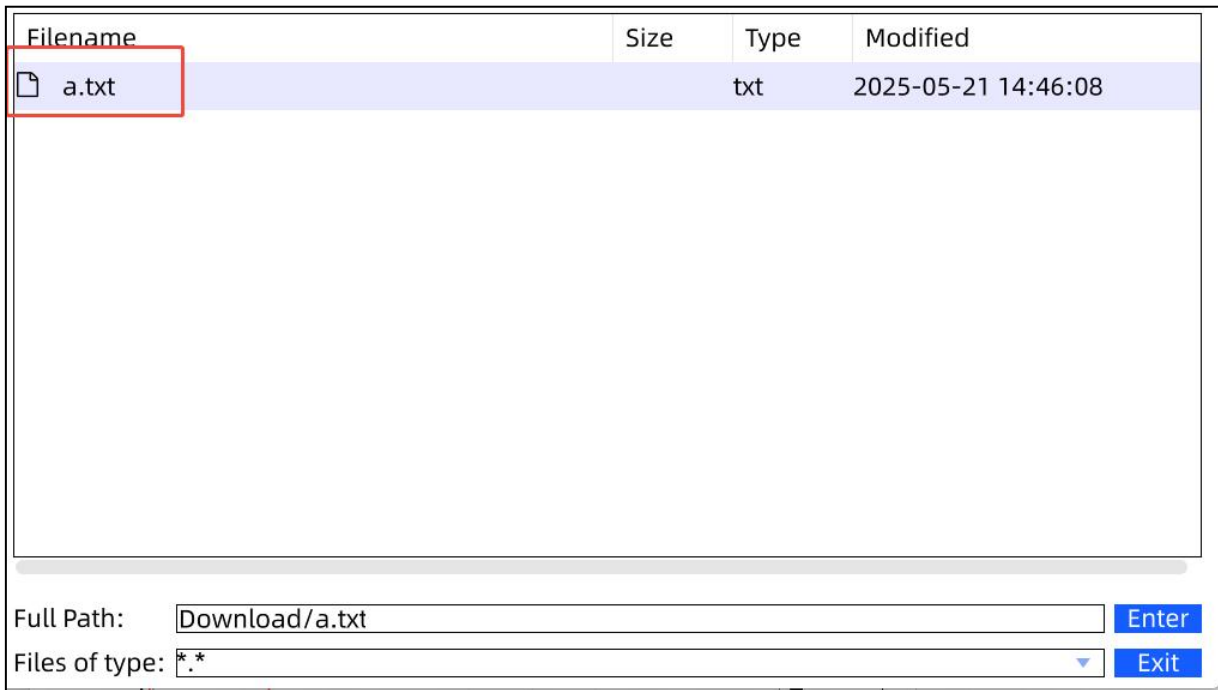 Filename Size Type Modified
a.txt txt 2025-05-21 14:46:08
Full Path: Download/a.txt Enter
Files of type: *.* Exit